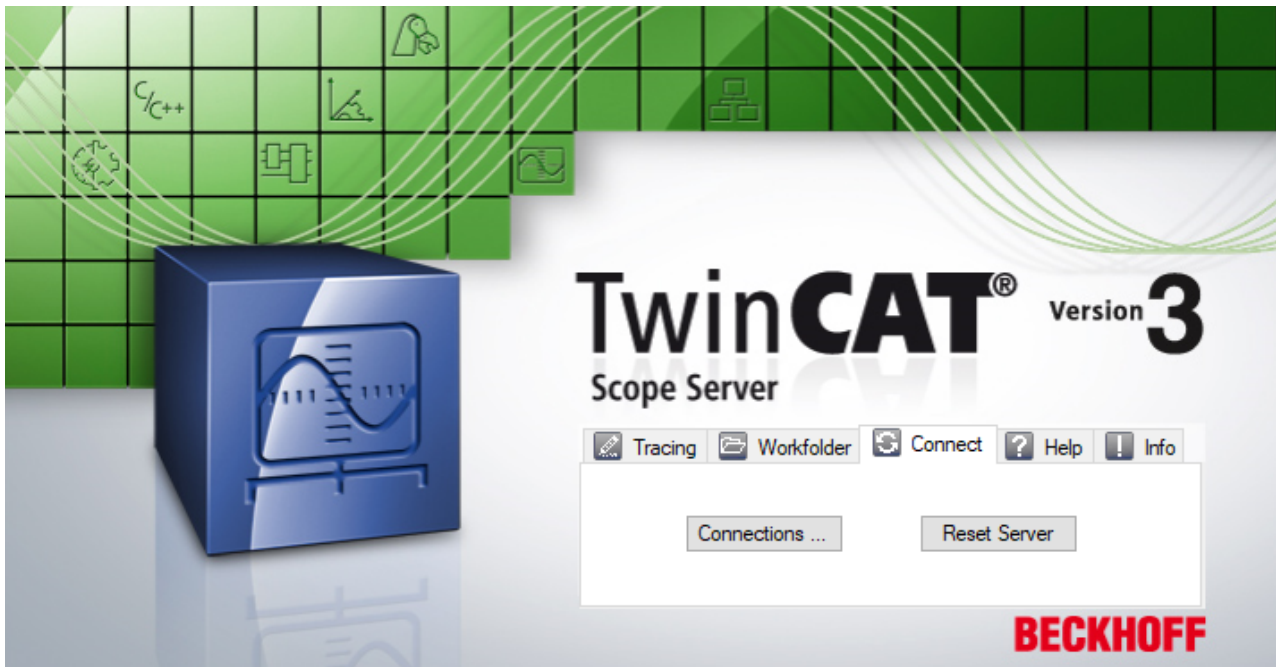 C/C++
TwinCAT® Version 3
Scope Server
Tracing Workfolder Connect ? Help ! Info
Connections ... Reset Server
BECKHOFF